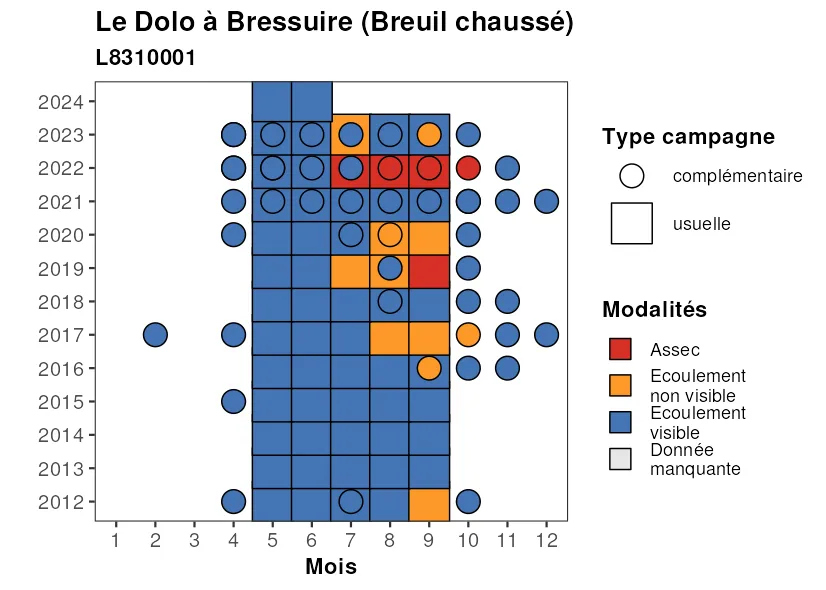 Le Dolo à Bressuire (Breuil chaussé)
L8310001
2024
2023
2022
2021
2020
2019
2018
2017
2016
2015
2014
2013
2012
1 2 3 4 5 6 7 8 9 10 11 12
Mois
Type campagne
complémentaire
usuelle
Modalités
Assec
Ecoulement
non visible
Ecoulement
visible
Donnée
manquante